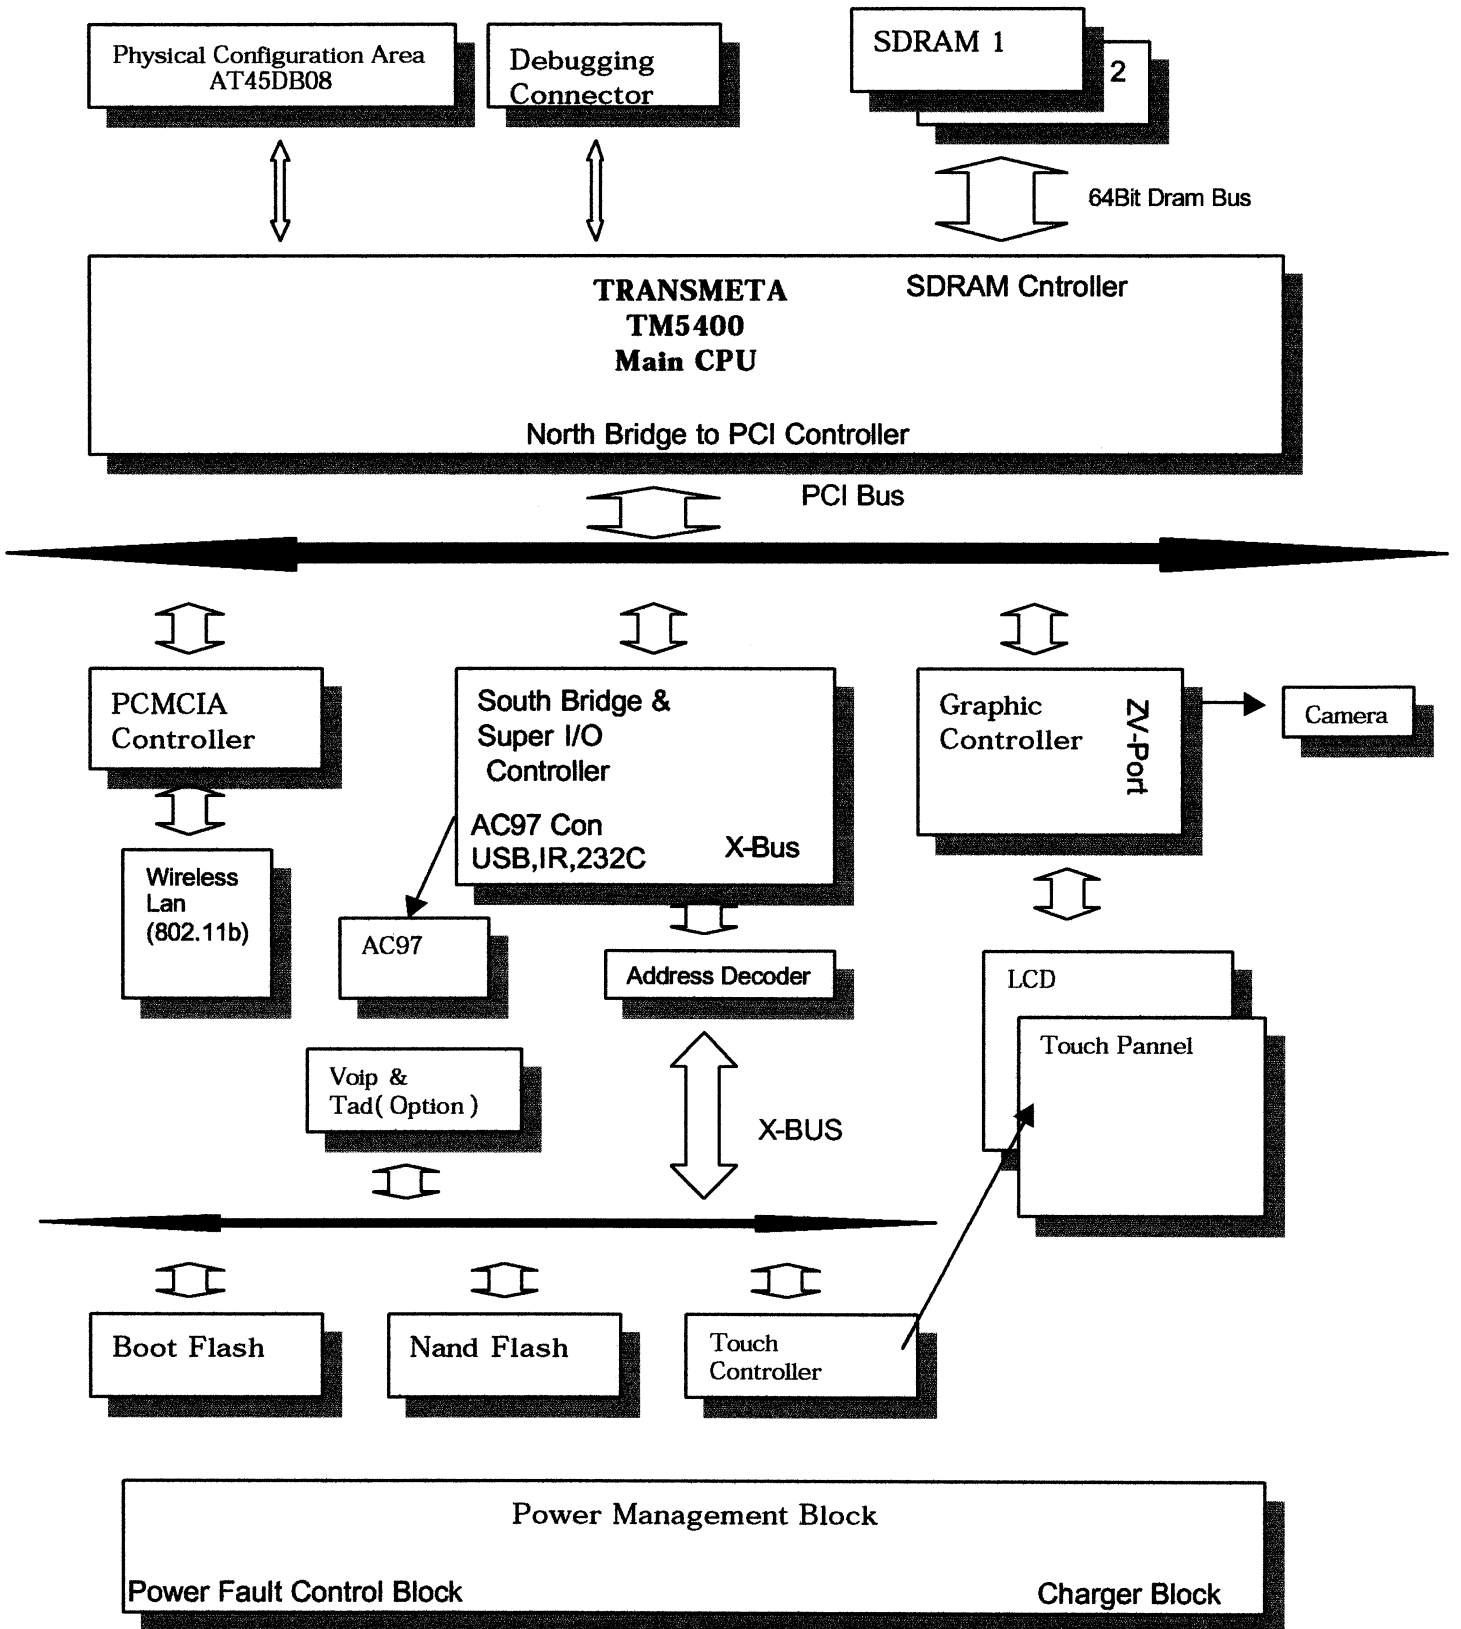 Physical Configuration Area
AT45DB08
Debugging
Connector
SDRAM 1
2
64Bit Dram Bus
TRANSMETA
TM5400
Main CPU
SDRAM Cntroller
North Bridge to PCI Controller
PCI Bus
PCMCIA
Controller
South Bridge &
Super I/O
Controller
AC97 Con
USB,IR,232C
X-Bus
Graphic
Controller
ZV-Port
Camera
Wireless
Lan
(802.11b)
AC97
Address Decoder
LCD
Touch Pannel
Voip &
Tad( Option )
X-BUS
Boot Flash
Nand Flash
Touch
Controller
Power Management Block
Power Fault Control Block
Charger Block